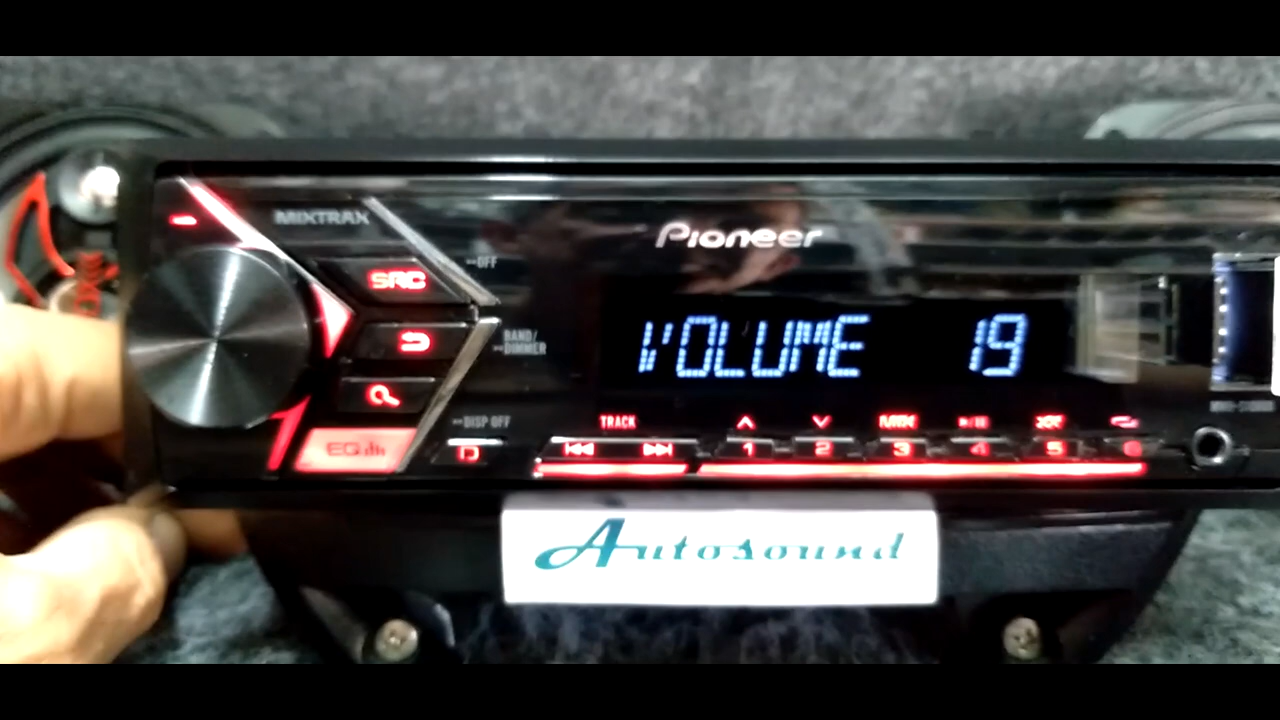 MIXTRAX
Pioneer
SRC
OFF
BAND/
DIMMER
VOLUME 19
DISP OFF
TRACK
MIX
EQ
1 2 3 4 5 6
Autosound